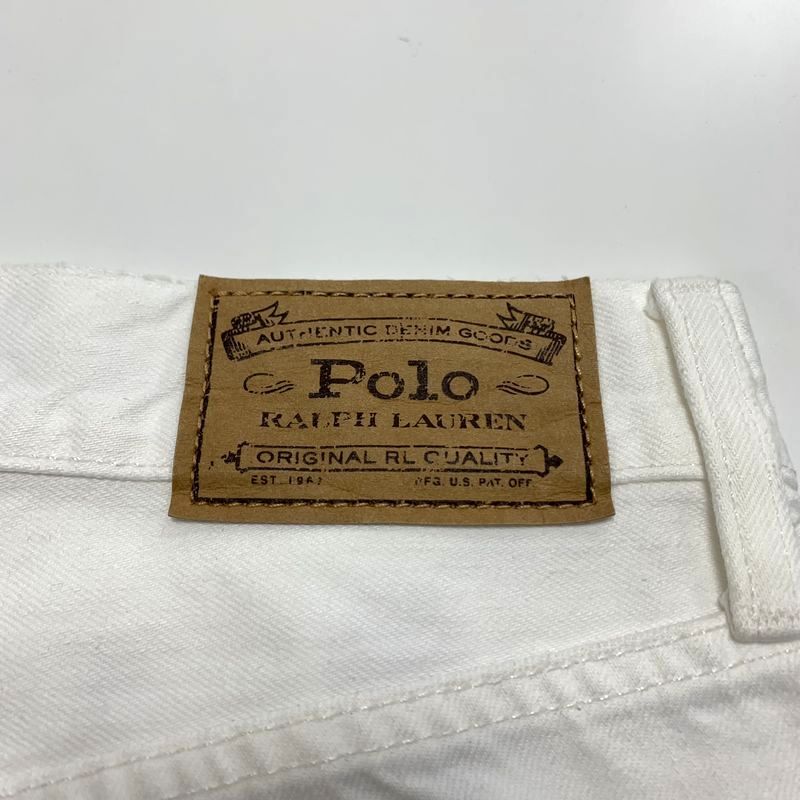 AUTHENTIC DENIM GOODS
Polo
RALPH LAUREN
ORIGINAL RL QUALITY
EST. 1967 REG. U.S. PAT. OFF.